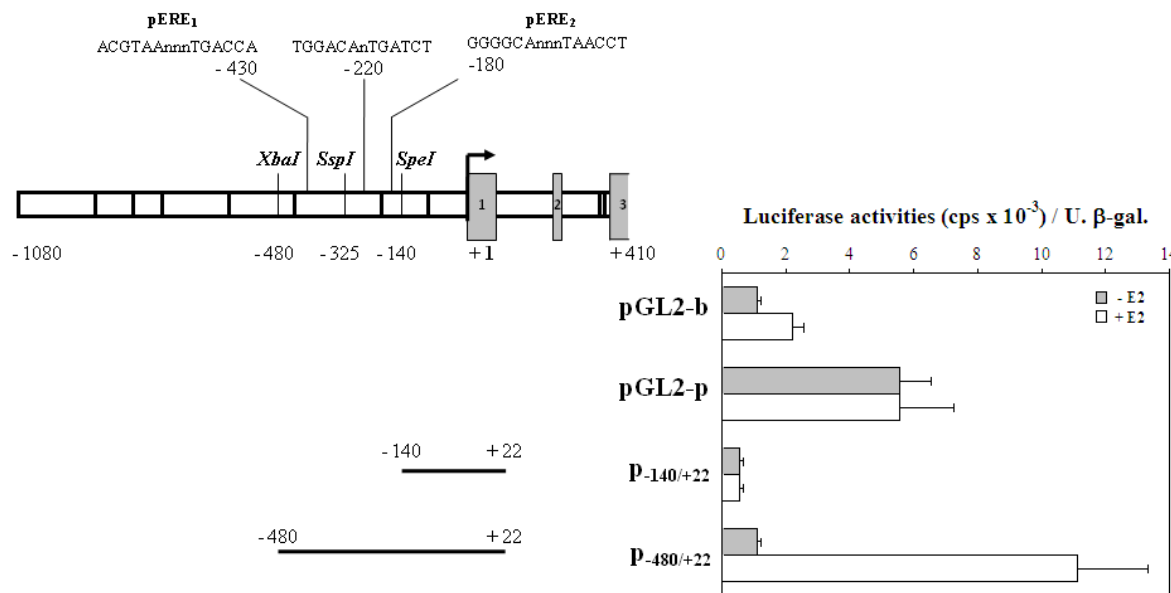 pERE1 pERE2
ACGTAAnnnTGACCA TGGACAnTGATCT GGGGCAnnnTAACCT
-430 -220 -180
XbaI SspI SpeI
1 2 3
-1080 -480 -325 -140 +1 +410
Luciferase activities (cps x 10-3) / U. β-gal.
0 2 4 6 8 10 12 14
- E2
+ E2
pGL2-b
pGL2-p
-140 +22 p-140/+22
-480 +22 p-480/+22